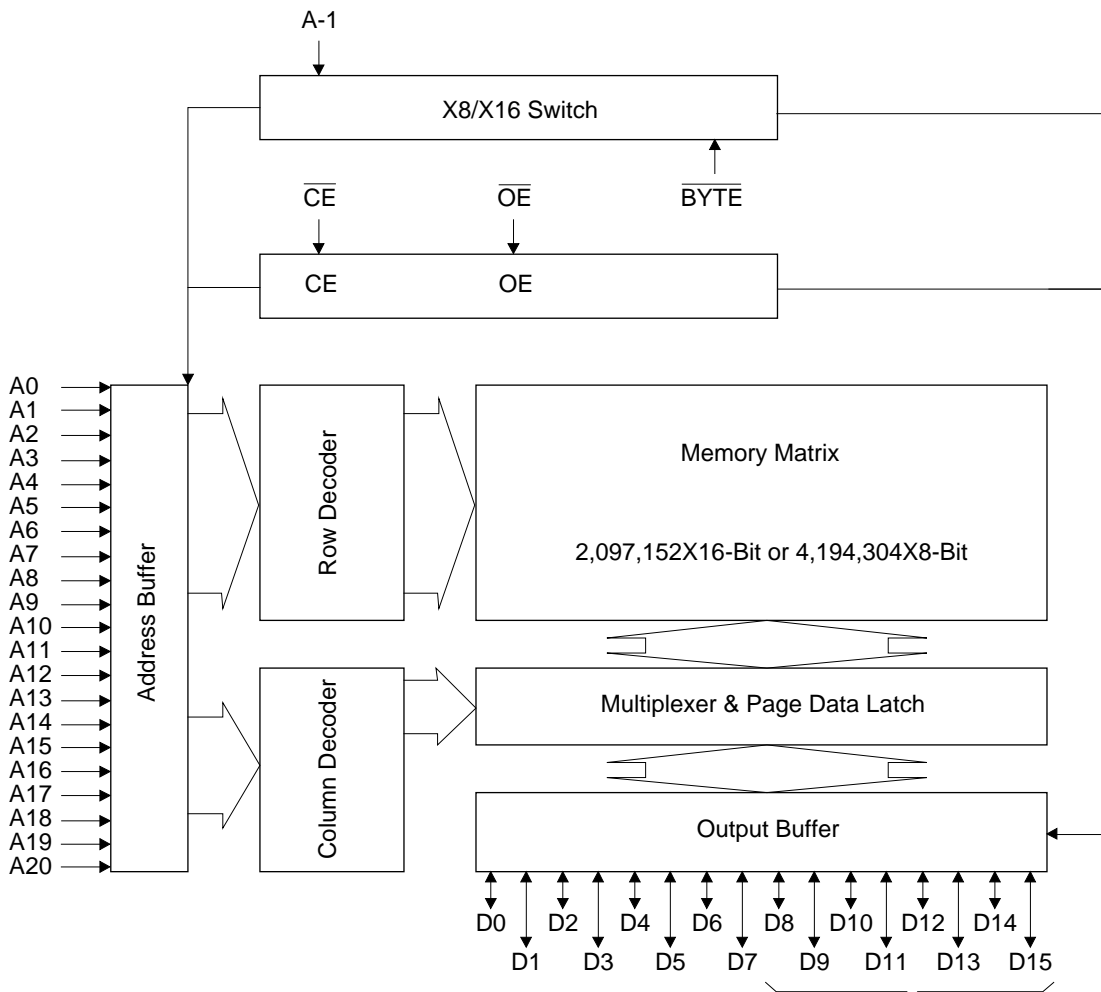 A-1
X8/X16 Switch
C̅E̅ O̅E̅ B̅Y̅T̅E̅
CE OE
A0
A1
A2
A3
A4
A5
A6
A7
A8
A9
A10
A11
A12
A13
A14
A15
A16
A17
A18
A19
A20
Address Buffer
Row Decoder
Column Decoder
Memory Matrix
2,097,152X16-Bit or 4,194,304X8-Bit
Multiplexer & Page Data Latch
Output Buffer
D0 D2 D4 D6 D8 D10 D12 D14
D1 D3 D5 D7 D9 D11 D13 D15